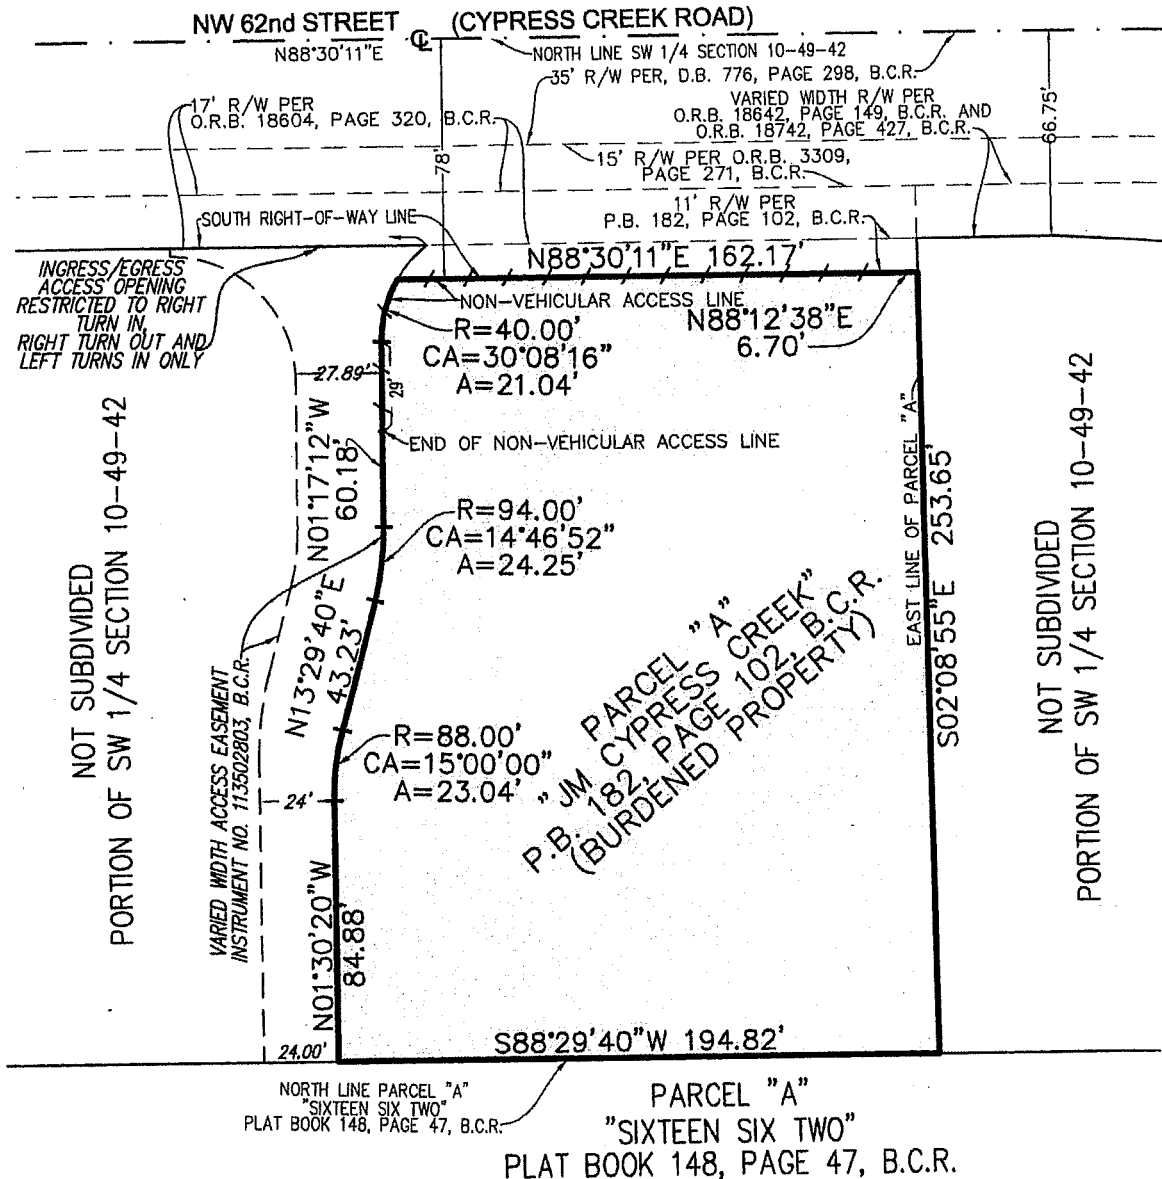 NW 62nd STREET (CYPRESS CREEK ROAD)
℄
N88°30'11"E
NORTH LINE SW 1/4 SECTION 10-49-42
35' R/W PER, D.B. 776, PAGE 298, B.C.R.
17' R/W PER
O.R.B. 18604, PAGE 320, B.C.R.
VARIED WIDTH R/W PER
O.R.B. 18642, PAGE 149, B.C.R. AND
O.R.B. 18742, PAGE 427, B.C.R.
66.75'
78'
15' R/W PER O.R.B. 3309,
PAGE 271, B.C.R.
11' R/W PER
P.B. 182, PAGE 102, B.C.R.
SOUTH RIGHT-OF-WAY LINE
N88°30'11"E 162.17'
INGRESS/EGRESS
ACCESS OPENING
RESTRICTED TO RIGHT
TURN IN,
RIGHT TURN OUT AND
LEFT TURNS IN ONLY
NON-VEHICULAR ACCESS LINE
R=40.00'
CA=30°08'16"
A=21.04'
N88°12'38"E
6.70'
27.89'
29'
END OF NON-VEHICULAR ACCESS LINE
N01°17'12"W
60.18'
R=94.00'
CA=14°46'52"
A=24.25'
EAST LINE OF PARCEL "A"
S02°08'55"E 253.65'
NOT SUBDIVIDED
PORTION OF SW 1/4 SECTION 10-49-42
NOT SUBDIVIDED
PORTION OF SW 1/4 SECTION 10-49-42
N13°29'40"E
43.23'
PARCEL "A"
"JM CYPRESS CREEK"
P.B. 182, PAGE 102, B.C.R.
(BURDENED PROPERTY)
VARIED WIDTH ACCESS EASEMENT
INSTRUMENT NO. 113502803, B.C.R.
R=88.00'
CA=15°00'00"
A=23.04'
24'
N01°30'20"W
84.88'
24.00'
S88°29'40"W 194.82'
NORTH LINE PARCEL "A"
"SIXTEEN SIX TWO"
PLAT BOOK 148, PAGE 47, B.C.R.
PARCEL "A"
"SIXTEEN SIX TWO"
PLAT BOOK 148, PAGE 47, B.C.R.